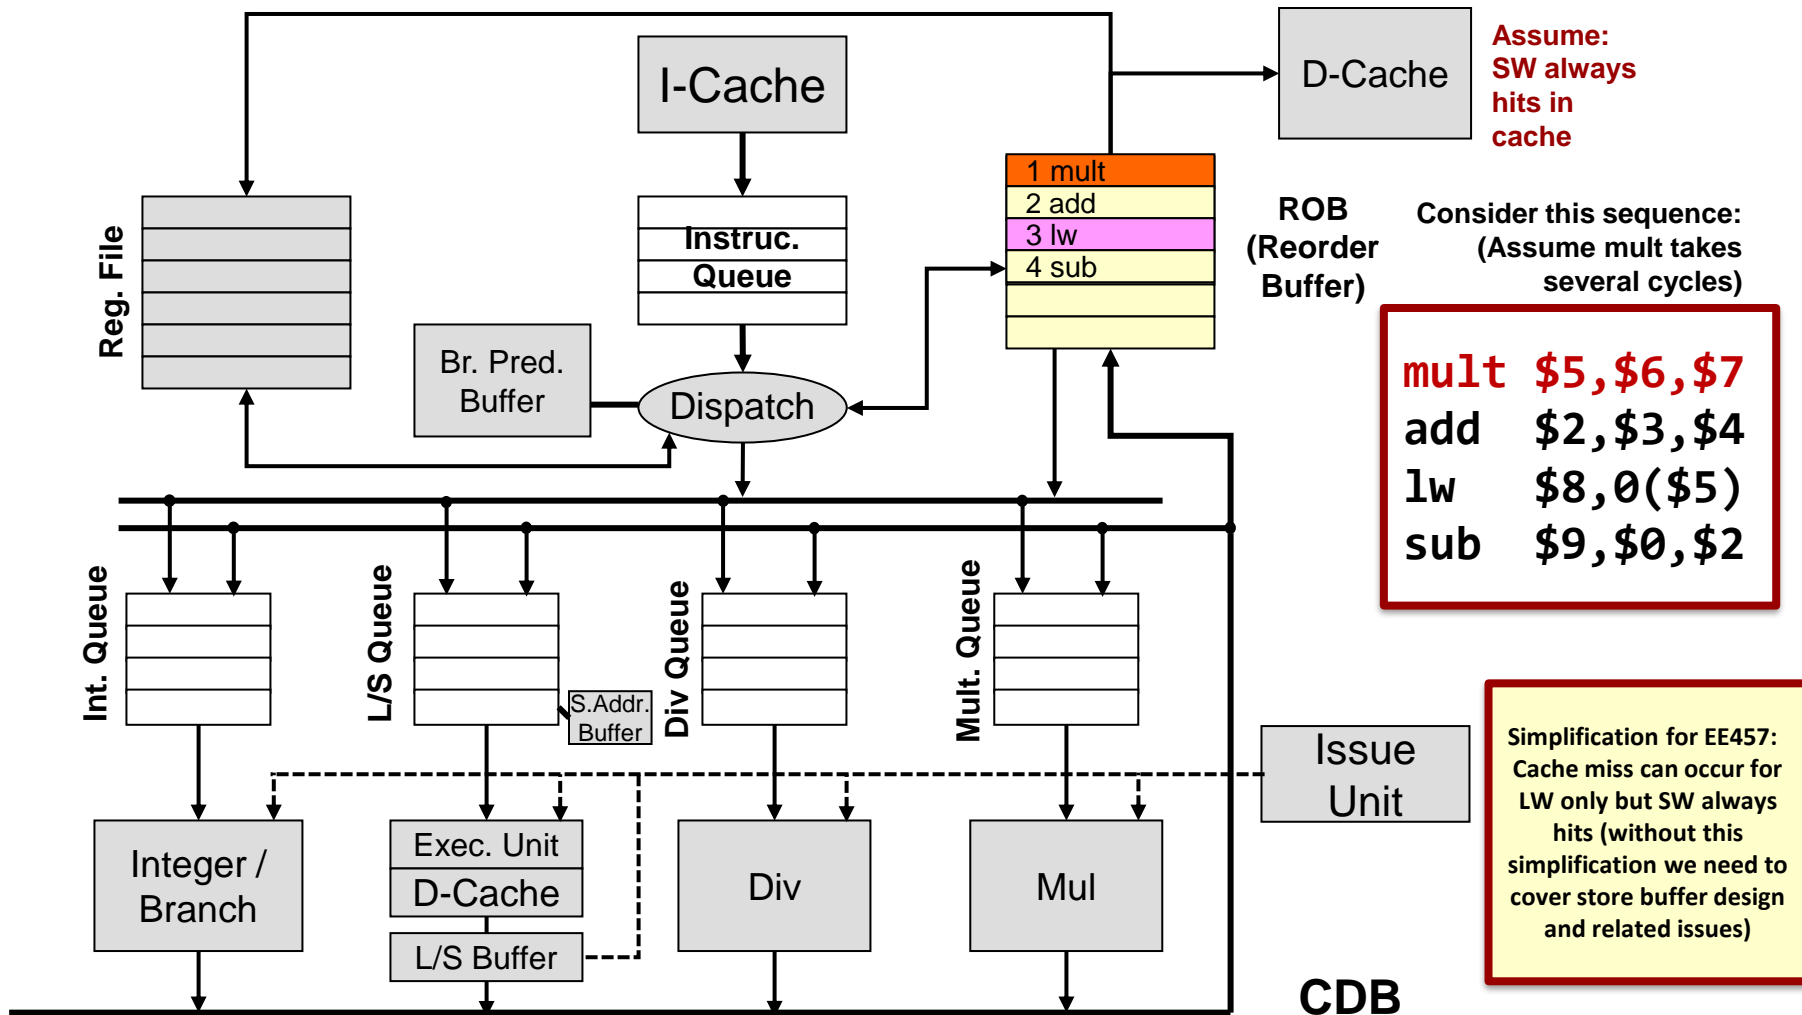 I-Cache
D-Cache
Assume:
SW always
hits in
cache
Reg. File
Instruc.
Queue
1 mult
2 add
3 lw
4 sub
ROB
(Reorder
Buffer)
Consider this sequence:
(Assume mult takes
several cycles)
Br. Pred.
Buffer
Dispatch
mult $5,$6,$7
add $2,$3,$4
lw $8,0($5)
sub $9,$0,$2
Int. Queue
L/S Queue
S.Addr.
Buffer
Div Queue
Mult. Queue
Issue
Unit
Simplification for EE457:
Cache miss can occur for
LW only but SW always
hits (without this
simplification we need to
cover store buffer design
and related issues)
Integer /
Branch
Exec. Unit
D-Cache
L/S Buffer
Div
Mul
CDB